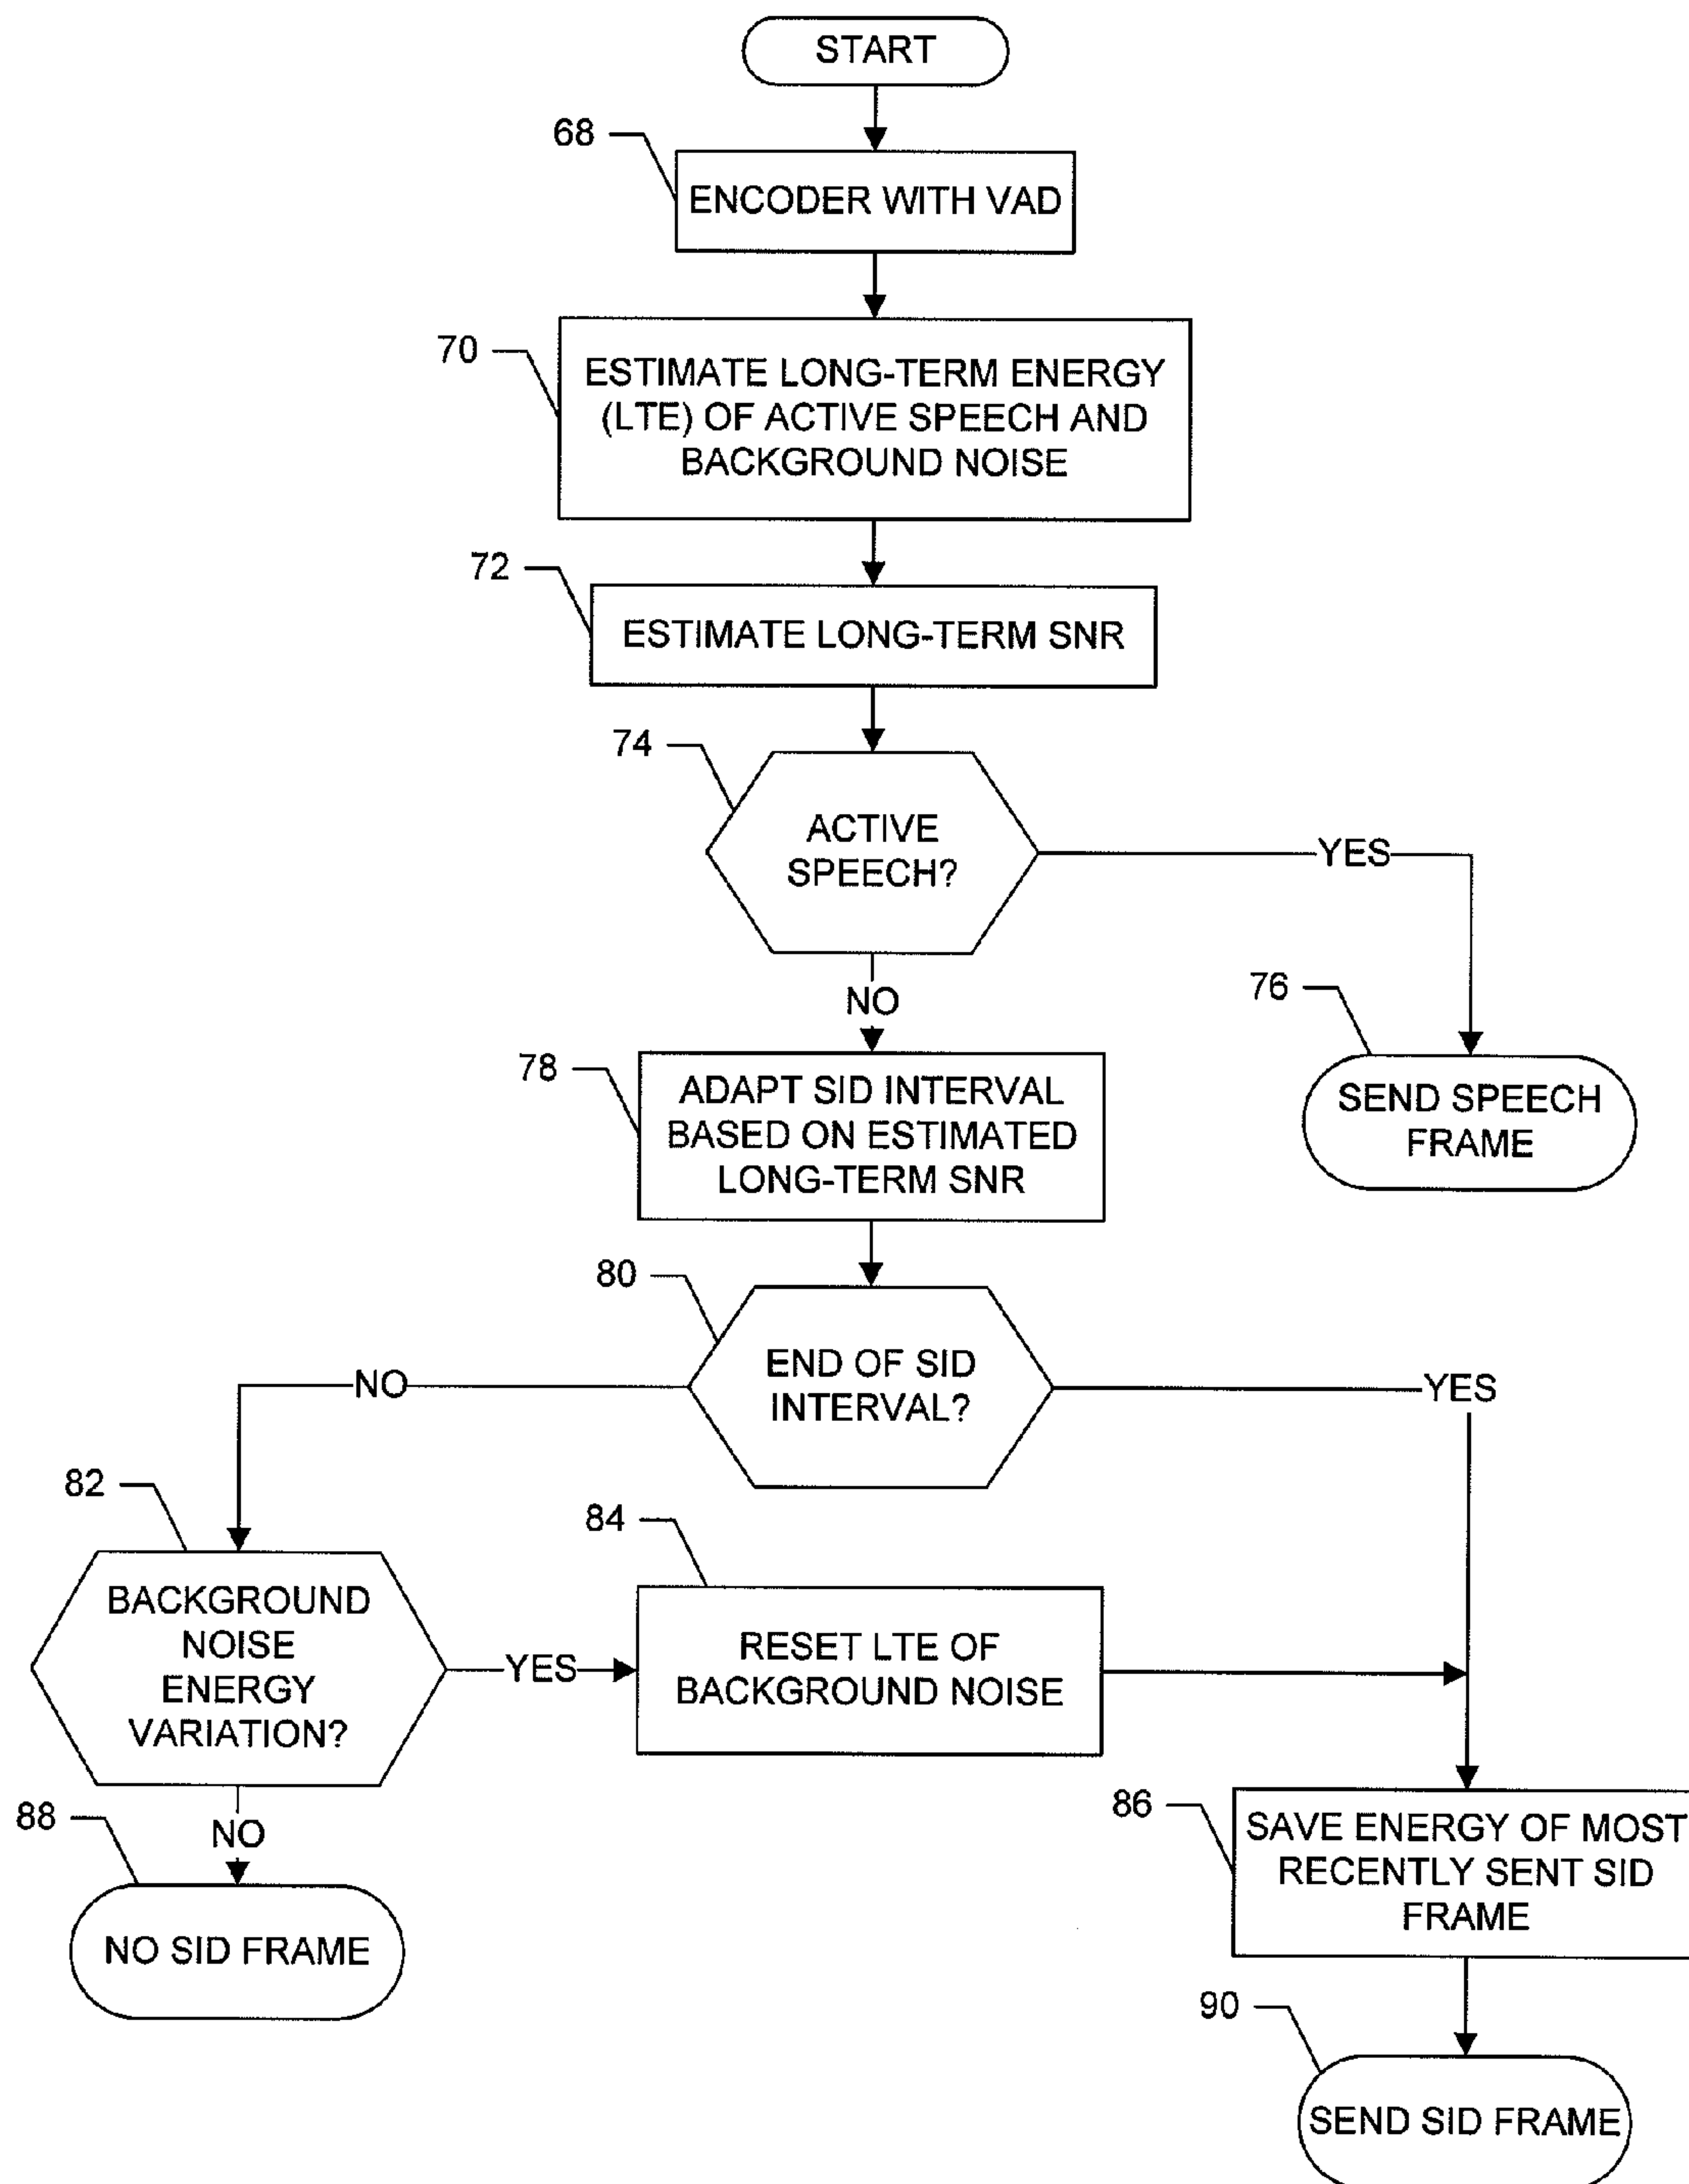 START
68
ENCODER WITH VAD
70
ESTIMATE LONG-TERM ENERGY
(LTE) OF ACTIVE SPEECH AND
BACKGROUND NOISE
72
ESTIMATE LONG-TERM SNR
74
ACTIVE
SPEECH?
YES
NO
76
SEND SPEECH
FRAME
78
ADAPT SID INTERVAL
BASED ON ESTIMATED
LONG-TERM SNR
80
END OF SID
INTERVAL?
NO
YES
82
BACKGROUND
NOISE
ENERGY
VARIATION?
YES
84
RESET LTE OF
BACKGROUND NOISE
86
SAVE ENERGY OF MOST
RECENTLY SENT SID
FRAME
88
NO
NO SID FRAME
90
SEND SID FRAME